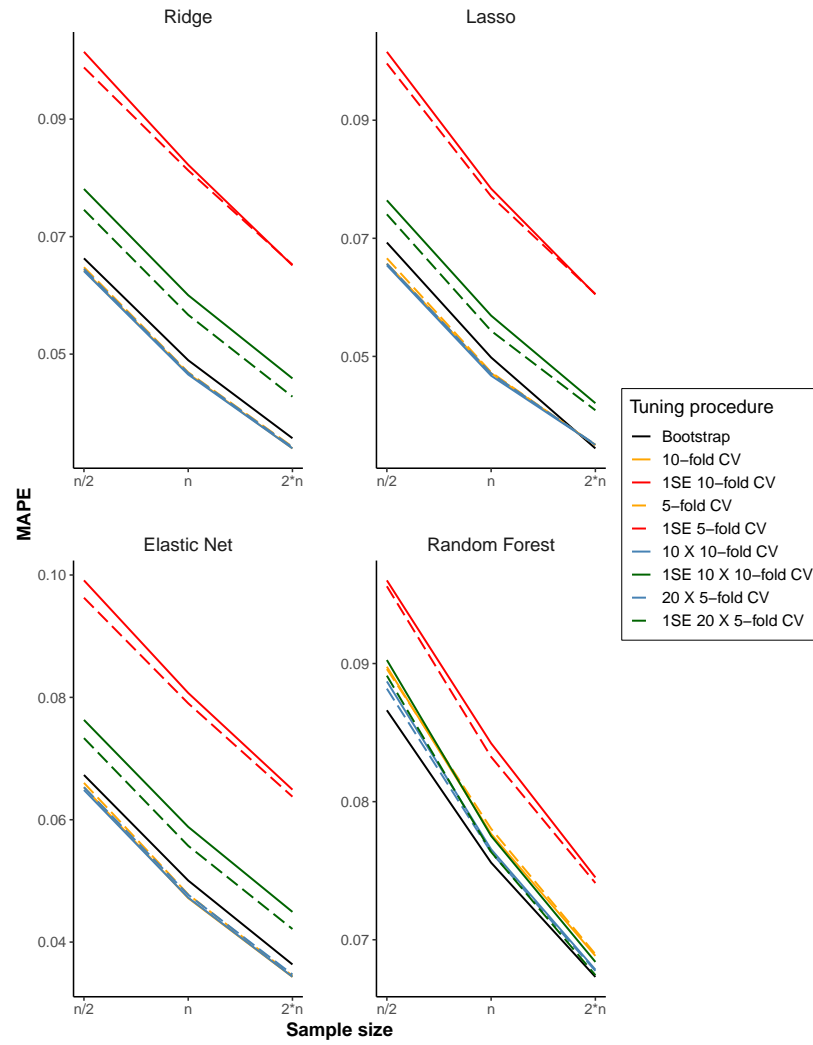 Ridge
Lasso
0.09
0.07
0.05
n/2
n
2*n
0.09
0.07
0.05
n/2
n
2*n
MAPE
Elastic Net
Random Forest
0.10
0.08
0.06
0.04
n/2
n
2*n
0.09
0.08
0.07
n/2
n
2*n
Sample size
Tuning procedure
Bootstrap
10−fold CV
1SE 10−fold CV
5−fold CV
1SE 5−fold CV
10 X 10−fold CV
1SE 10 X 10−fold CV
20 X 5−fold CV
1SE 20 X 5−fold CV